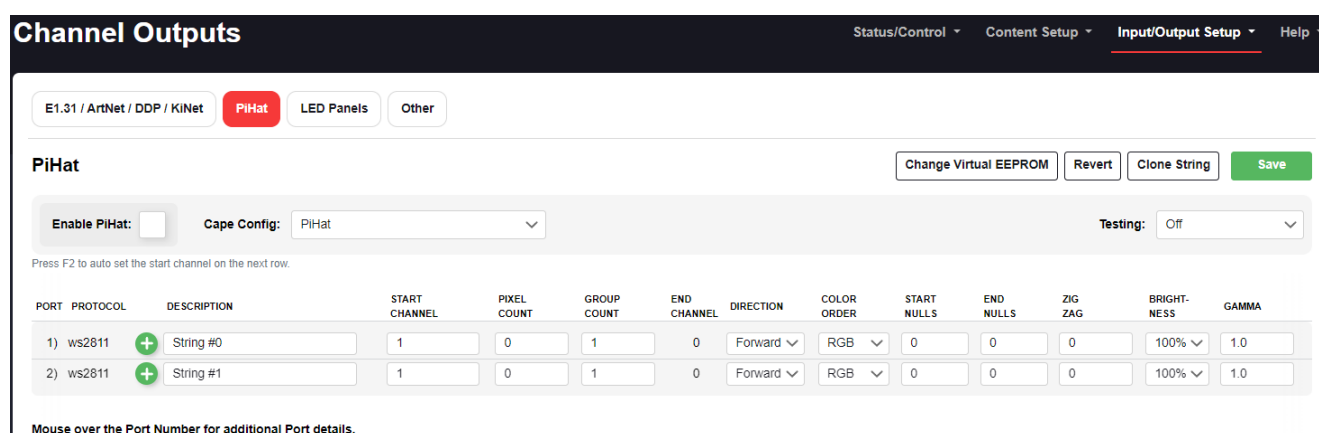 Channel Outputs
Status/Control Content Setup Input/Output Setup Help
E1.31 / ArtNet / DDP / KiNet PiHat LED Panels Other
PiHat
Change Virtual EEPROM Revert Clone String Save
Enable PiHat: Cape Config: PiHat Testing: Off
Press F2 to auto set the start channel on the next row.
PORT PROTOCOL DESCRIPTION START CHANNEL PIXEL COUNT GROUP COUNT END CHANNEL DIRECTION COLOR ORDER START NULLS END NULLS ZIG ZAG BRIGHT-NESS GAMMA
1) ws2811 String #0 1 0 1 0 Forward RGB 0 0 0 100% 1.0
2) ws2811 String #1 1 0 1 0 Forward RGB 0 0 0 100% 1.0
Mouse over the Port Number for additional Port details.